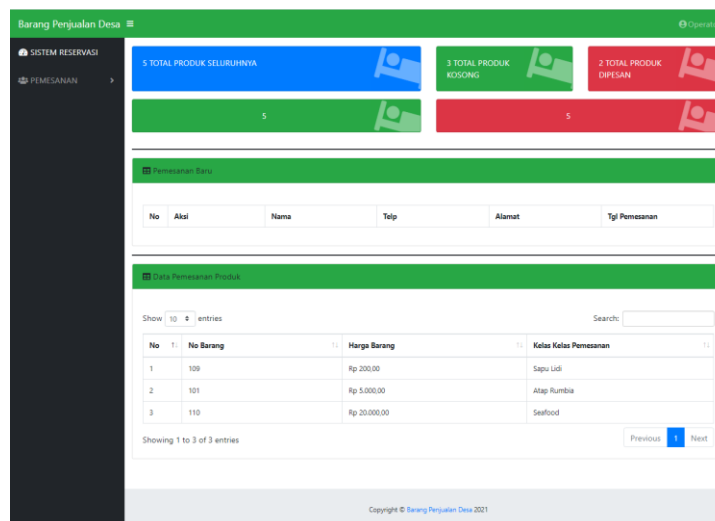 Barang Penjualan Desa
Operato
SISTEM RESERVASI
PEMESANAN
5 TOTAL PRODUK SELURUHNYA
3 TOTAL PRODUK
KOSONG
2 TOTAL PRODUK
DIPESAN
5
5
Pemesanan Baru
No Aksi Nama Telp Alamat Tgl Pemesanan
Data Pemesanan Produk
Show 10 entries Search:
No No Barang Harga Barang Kelas Kelas Pemesanan
1 109 Rp 200,00 Sapu Lidi
2 101 Rp 5.000,00 Atap Rumbia
3 110 Rp 20.000,00 Seafood
Showing 1 to 3 of 3 entries
Previous 1 Next
Copyright © Barang Penjualan Desa 2021